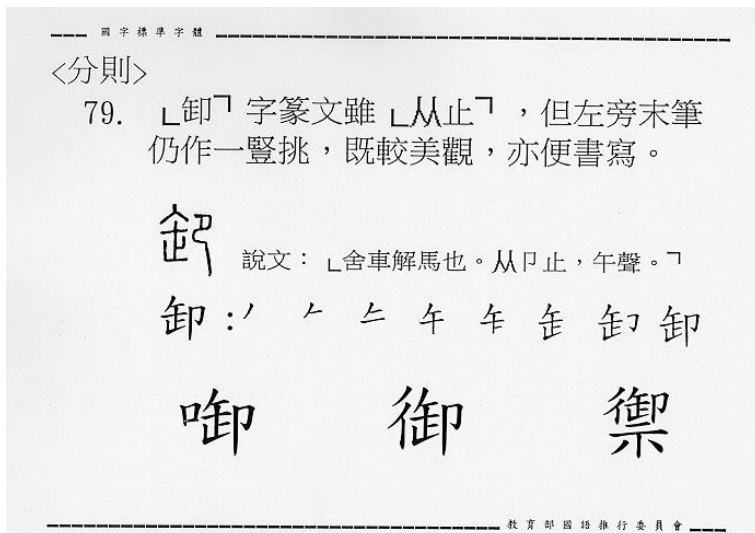 國字標準字體
<分則>
79. 「卸」字篆文雖「从止」，但左旁末筆
仍作一豎挑，既較美觀，亦便書寫。
說文：「舍車解馬也。从卩止，午聲。」
卸：丿 𠂉 𠂒 午
卸
啣 御 禦
教育部國語推行委員會